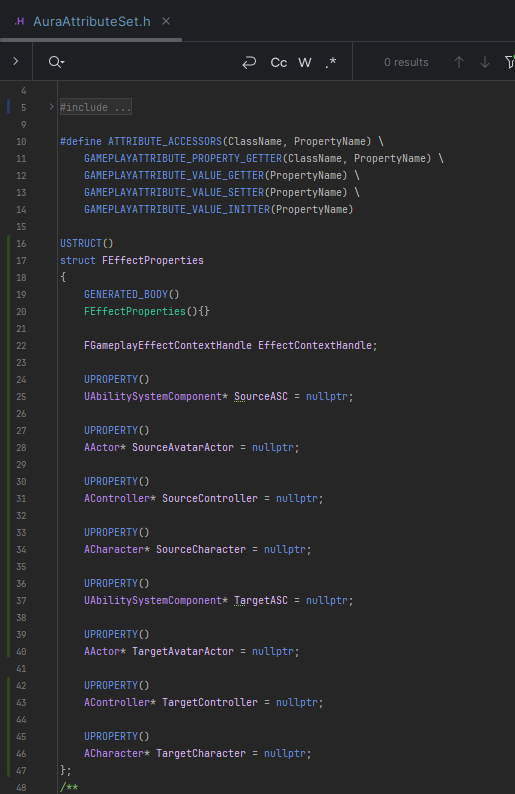 .H AuraAttributeSet.h
Cc W .* 0 results
4
5 #include ...
9
10 #define ATTRIBUTE_ACCESSORS(ClassName, PropertyName) \
11 GAMEPLAYATTRIBUTE_PROPERTY_GETTER(ClassName, PropertyName) \
12 GAMEPLAYATTRIBUTE_VALUE_GETTER(PropertyName) \
13 GAMEPLAYATTRIBUTE_VALUE_SETTER(PropertyName) \
14 GAMEPLAYATTRIBUTE_VALUE_INITTER(PropertyName)
15
16 USTRUCT()
17 struct FEffectProperties
18 {
19 GENERATED_BODY()
20 FEffectProperties(){}
21
22 FGameplayEffectContextHandle EffectContextHandle;
23
24 UPROPERTY()
25 UAbilitySystemComponent* SourceASC = nullptr;
26
27 UPROPERTY()
28 AActor* SourceAvatarActor = nullptr;
29
30 UPROPERTY()
31 AController* SourceController = nullptr;
32
33 UPROPERTY()
34 ACharacter* SourceCharacter = nullptr;
35
36 UPROPERTY()
37 UAbilitySystemComponent* TargetASC = nullptr;
38
39 UPROPERTY()
40 AActor* TargetAvatarActor = nullptr;
41
42 UPROPERTY()
43 AController* TargetController = nullptr;
44
45 UPROPERTY()
46 ACharacter* TargetCharacter = nullptr;
47 };
48 /**